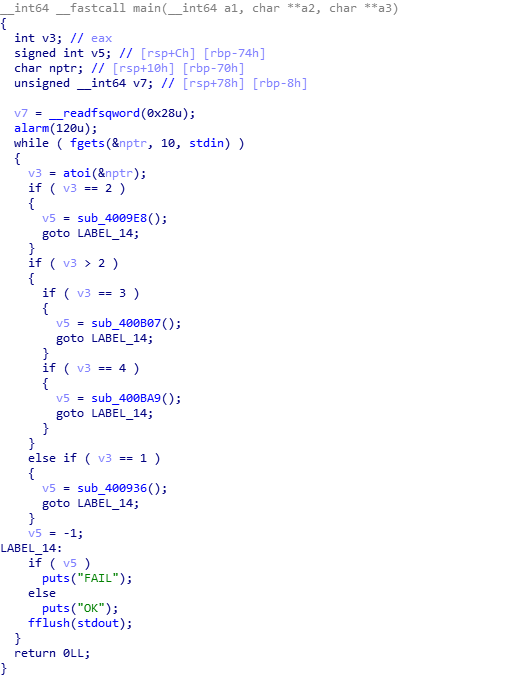 __int64 __fastcall main(__int64 a1, char **a2, char **a3)
{
  int v3; // eax
  signed int v5; // [rsp+Ch] [rbp-74h]
  char nptr; // [rsp+10h] [rbp-70h]
  unsigned __int64 v7; // [rsp+78h] [rbp-8h]

  v7 = __readfsqword(0x28u);
  alarm(120u);
  while ( fgets(&nptr, 10, stdin) )
  {
    v3 = atoi(&nptr);
    if ( v3 == 2 )
    {
      v5 = sub_4009E8();
      goto LABEL_14;
    }
    if ( v3 > 2 )
    {
      if ( v3 == 3 )
      {
        v5 = sub_400B07();
        goto LABEL_14;
      }
      if ( v3 == 4 )
      {
        v5 = sub_400BA9();
        goto LABEL_14;
      }
    }
    else if ( v3 == 1 )
    {
      v5 = sub_400936();
      goto LABEL_14;
    }
    v5 = -1;
LABEL_14:
    if ( v5 )
      puts("FAIL");
    else
      puts("OK");
    fflush(stdout);
  }
  return 0LL;
}